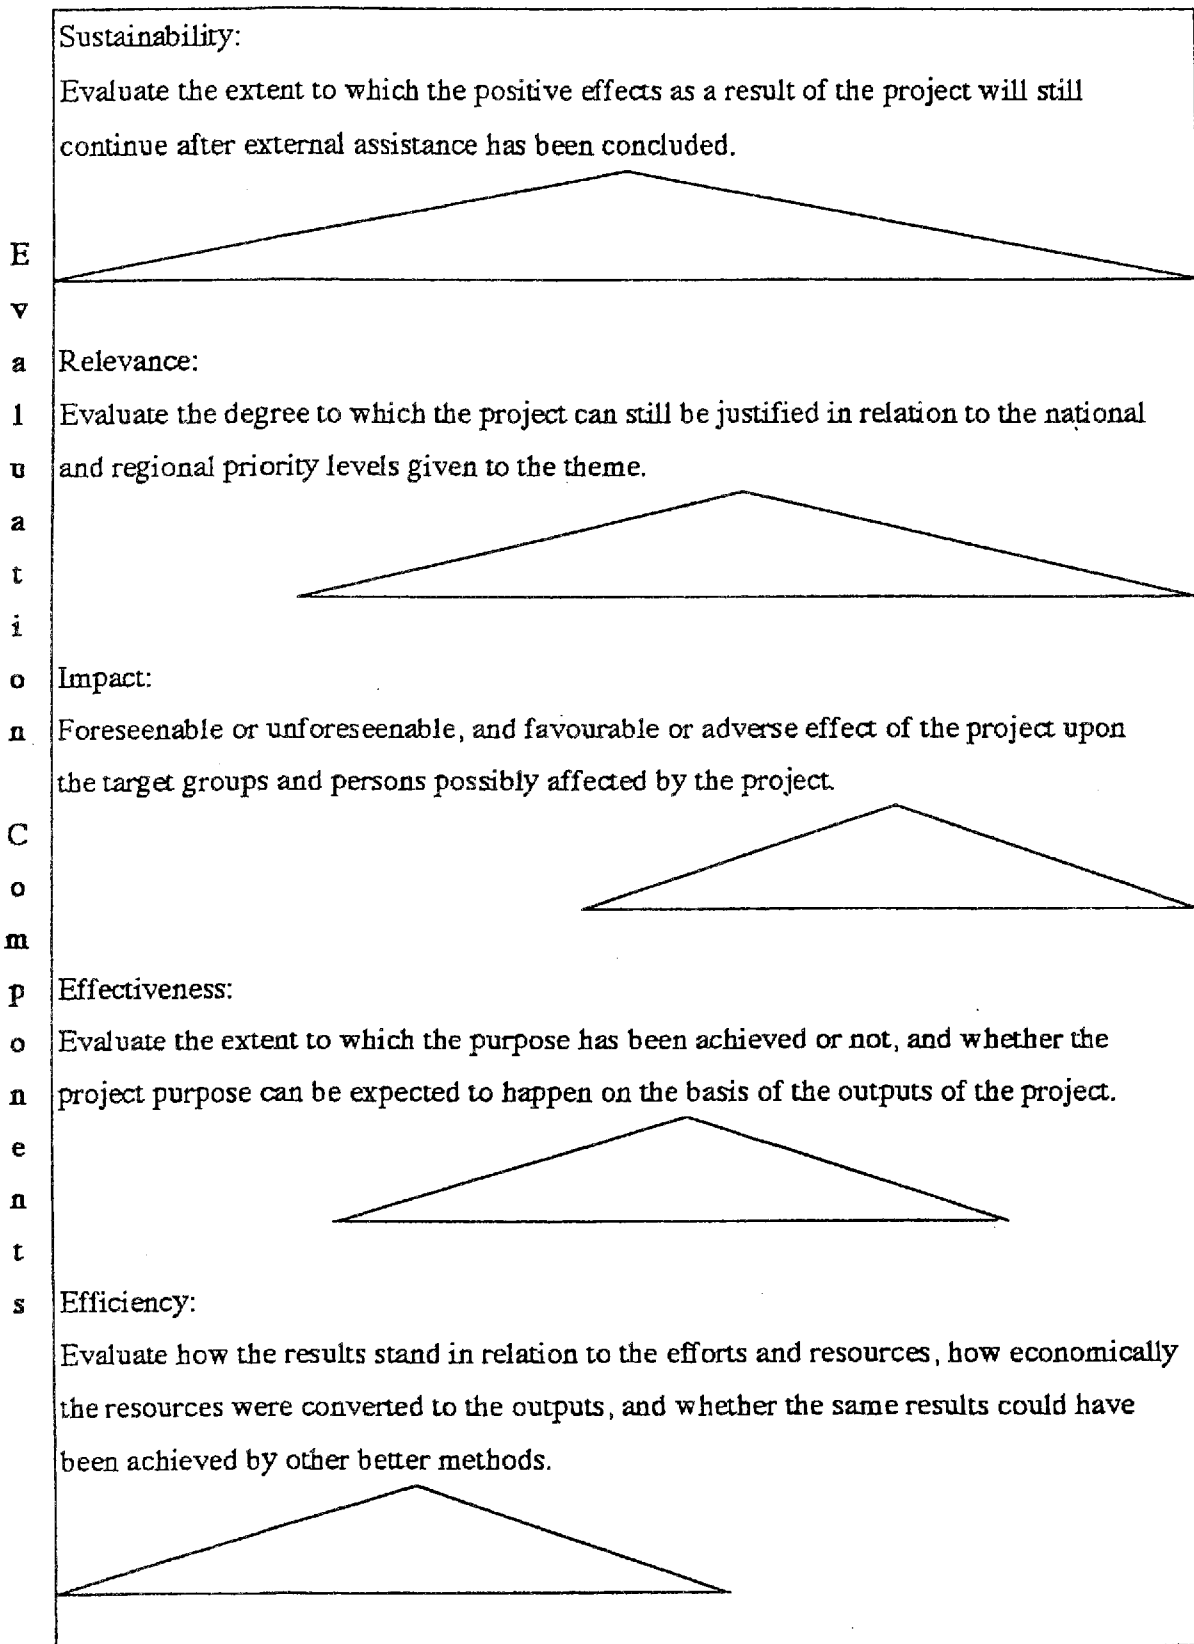 Evaluation Components
Sustainability:
Evaluate the extent to which the positive effects as a result of the project will still
continue after external assistance has been concluded.
Relevance:
Evaluate the degree to which the project can still be justified in relation to the national
and regional priority levels given to the theme.
Impact:
Foreseenable or unforeseenable, and favourable or adverse effect of the project upon
the target groups and persons possibly affected by the project.
Effectiveness:
Evaluate the extent to which the purpose has been achieved or not, and whether the
project purpose can be expected to happen on the basis of the outputs of the project.
Efficiency:
Evaluate how the results stand in relation to the efforts and resources, how economically
the resources were converted to the outputs, and whether the same results could have
been achieved by other better methods.